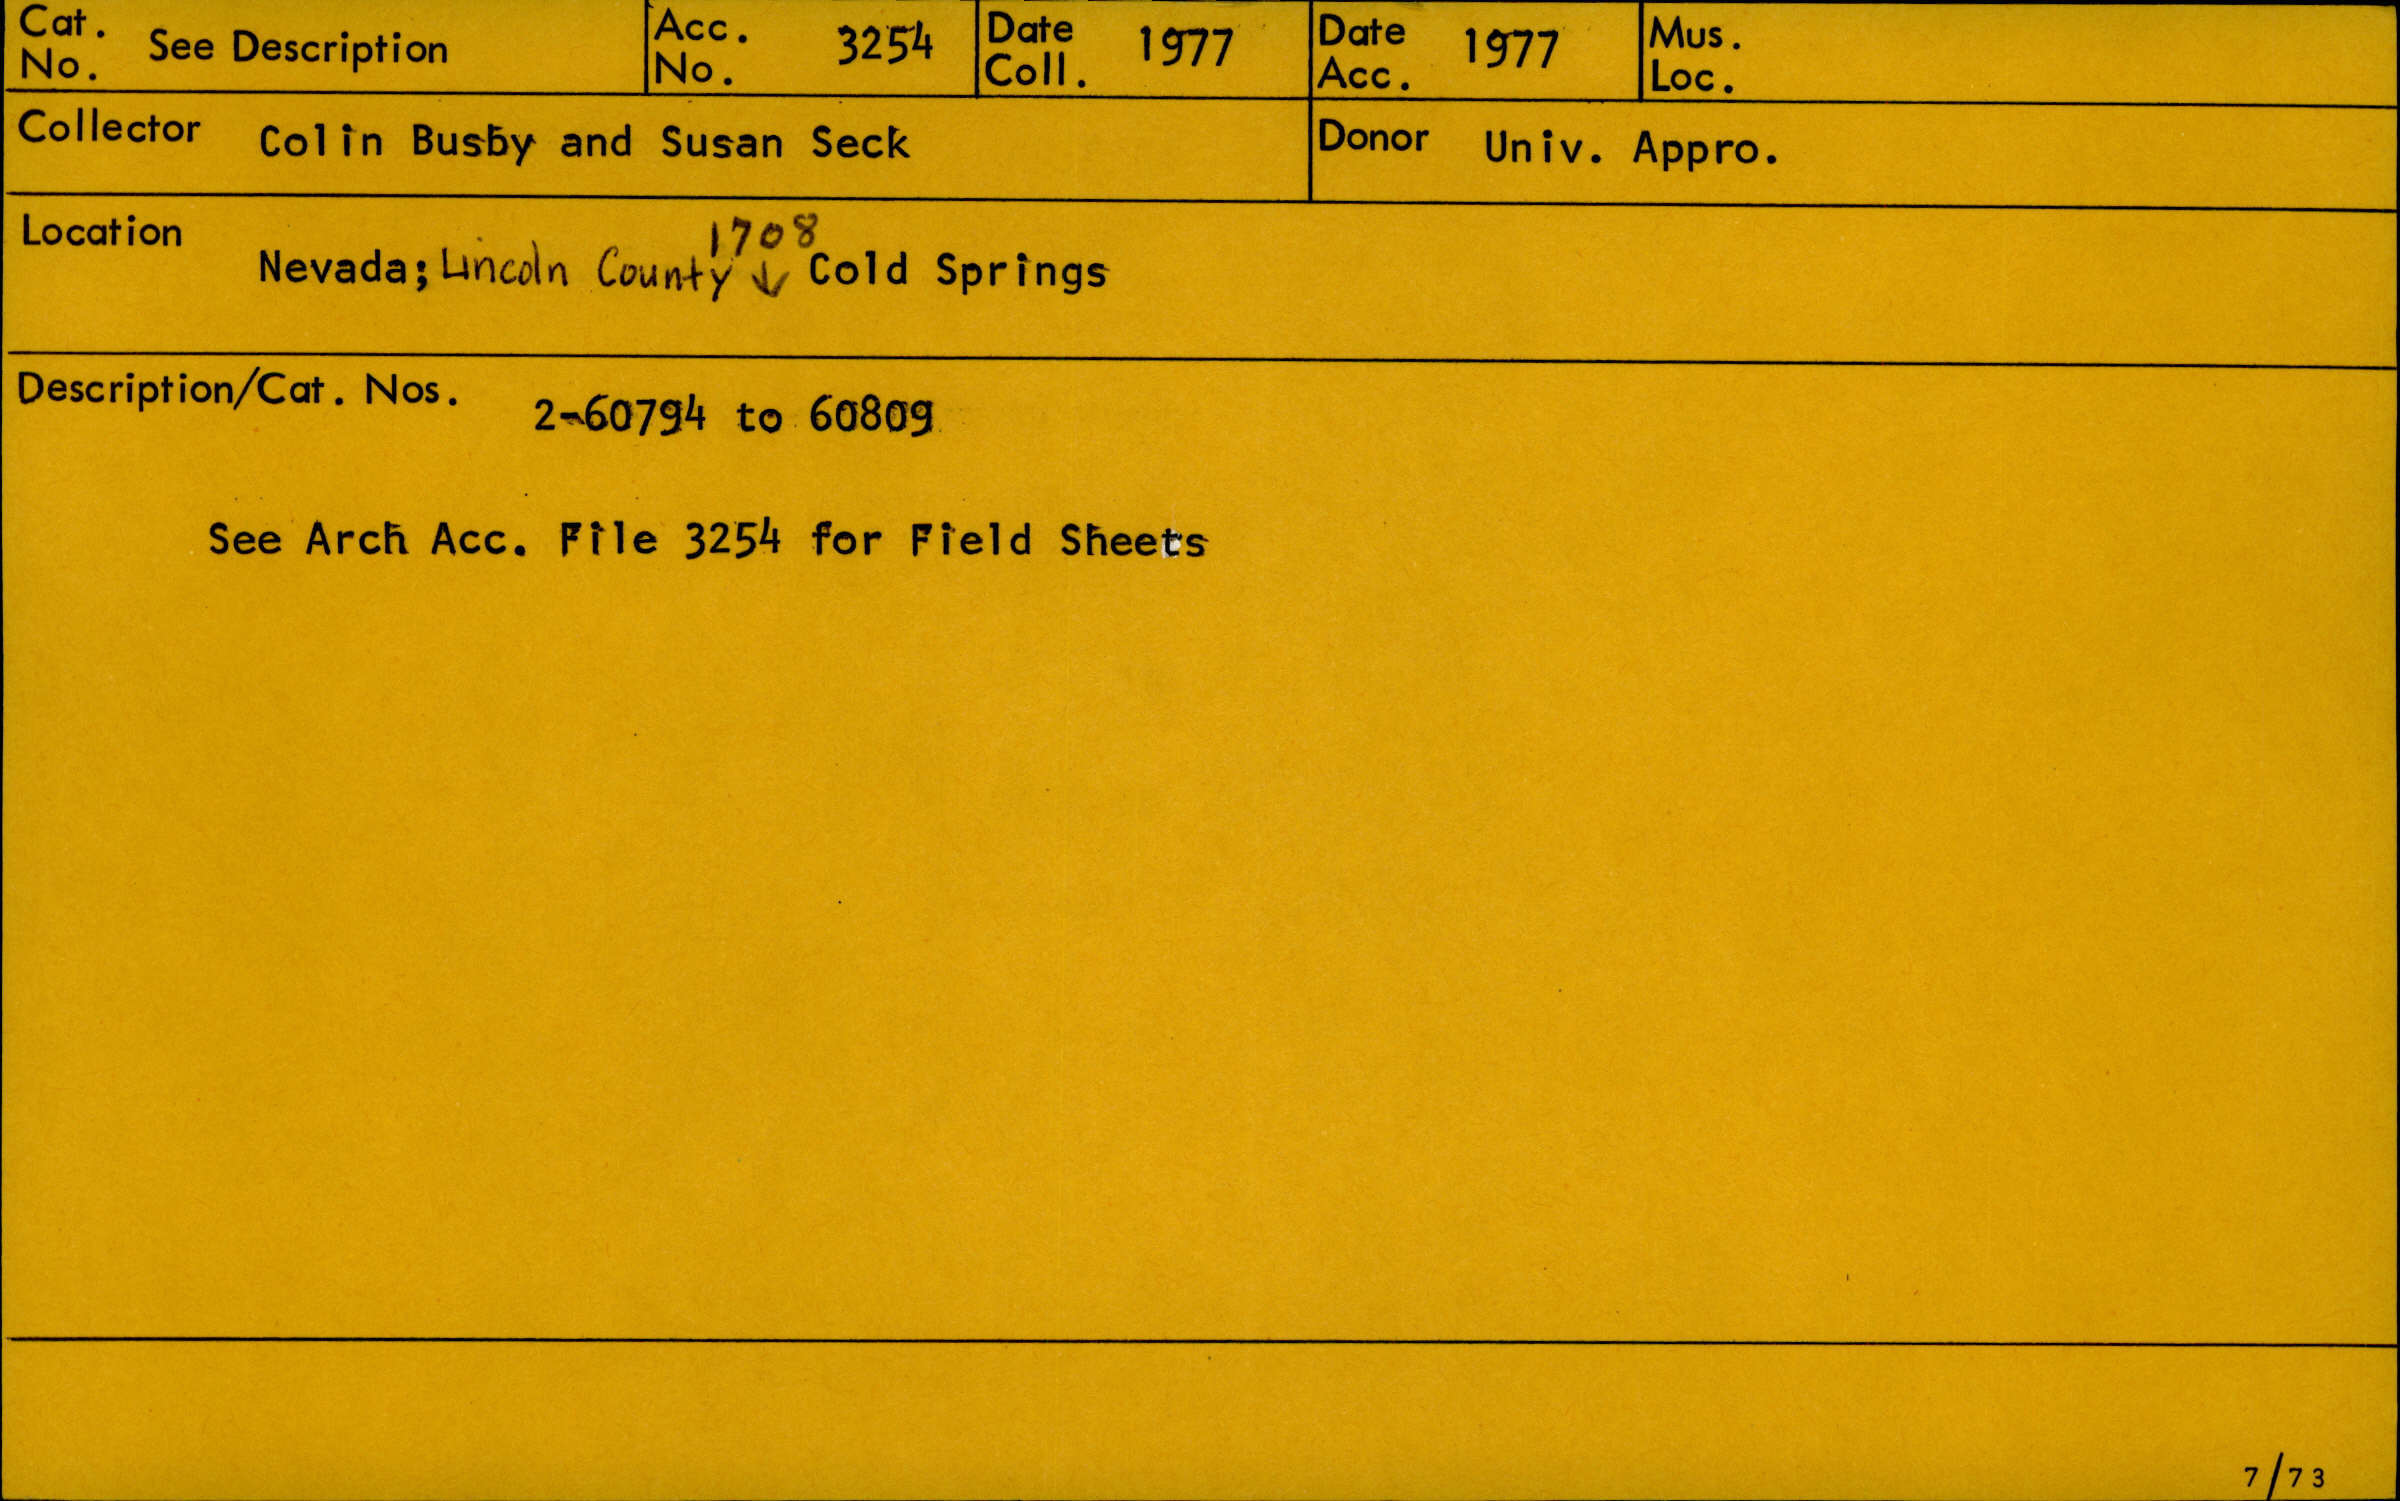 Cat. No. See Description
Acc. No. 3254
Date Coll. 1977
Date Acc. 1977
Mus. Loc.
Collector Colin Busby and Susan Seck
Donor Univ. Appro.
Location
1708
Nevada; Lincoln County ↓ Cold Springs
Description/Cat. Nos. 2-60794 to 60809
See Arch Acc. File 3254 for Field Sheets
7/73